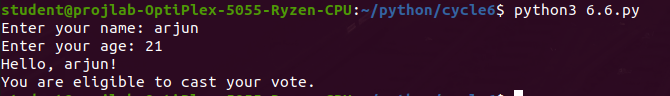 student@projlab-OptiPlex-5055-Ryzen-CPU:~/python/cycle6$ python3 6.6.py
Enter your name: arjun
Enter your age: 21
Hello, arjun!
You are eligible to cast your vote.